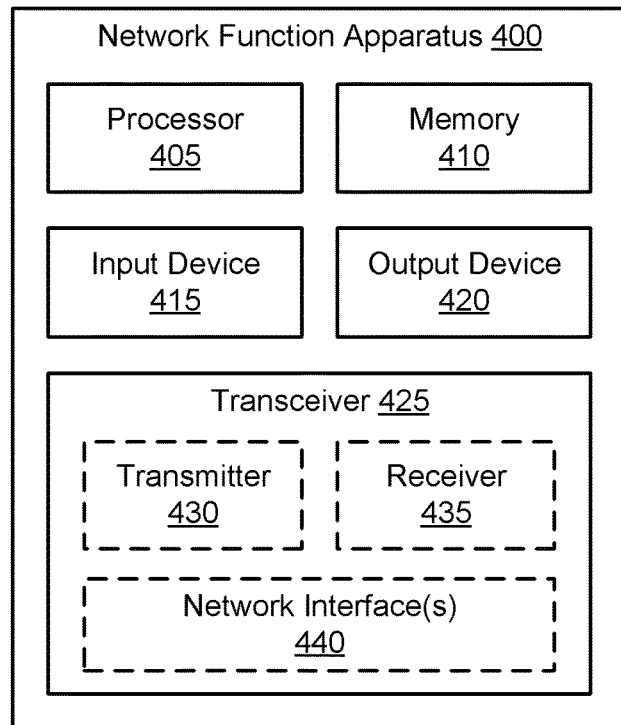 Network Function Apparatus 400
Processor
405
Memory
410
Input Device
415
Output Device
420
Transceiver 425
Transmitter
430
Receiver
435
Network Interface(s)
440